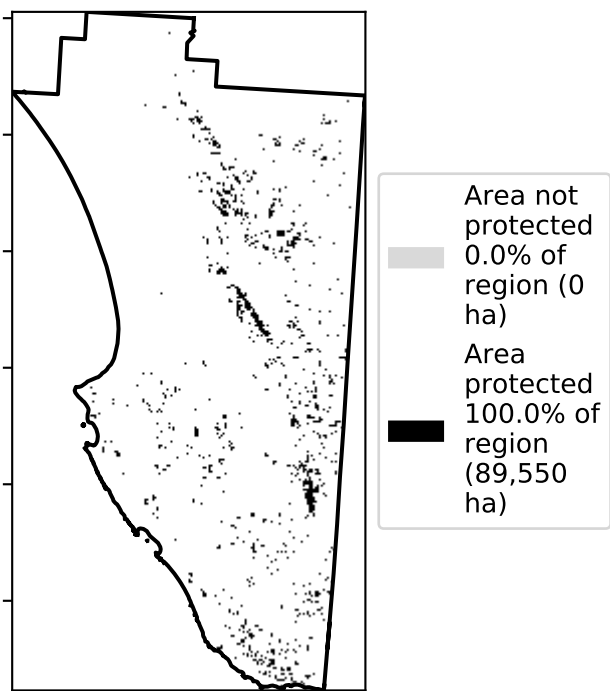 Area not
protected
0.0% of
region (0
ha)
Area
protected
100.0% of
region
(89,550
ha)